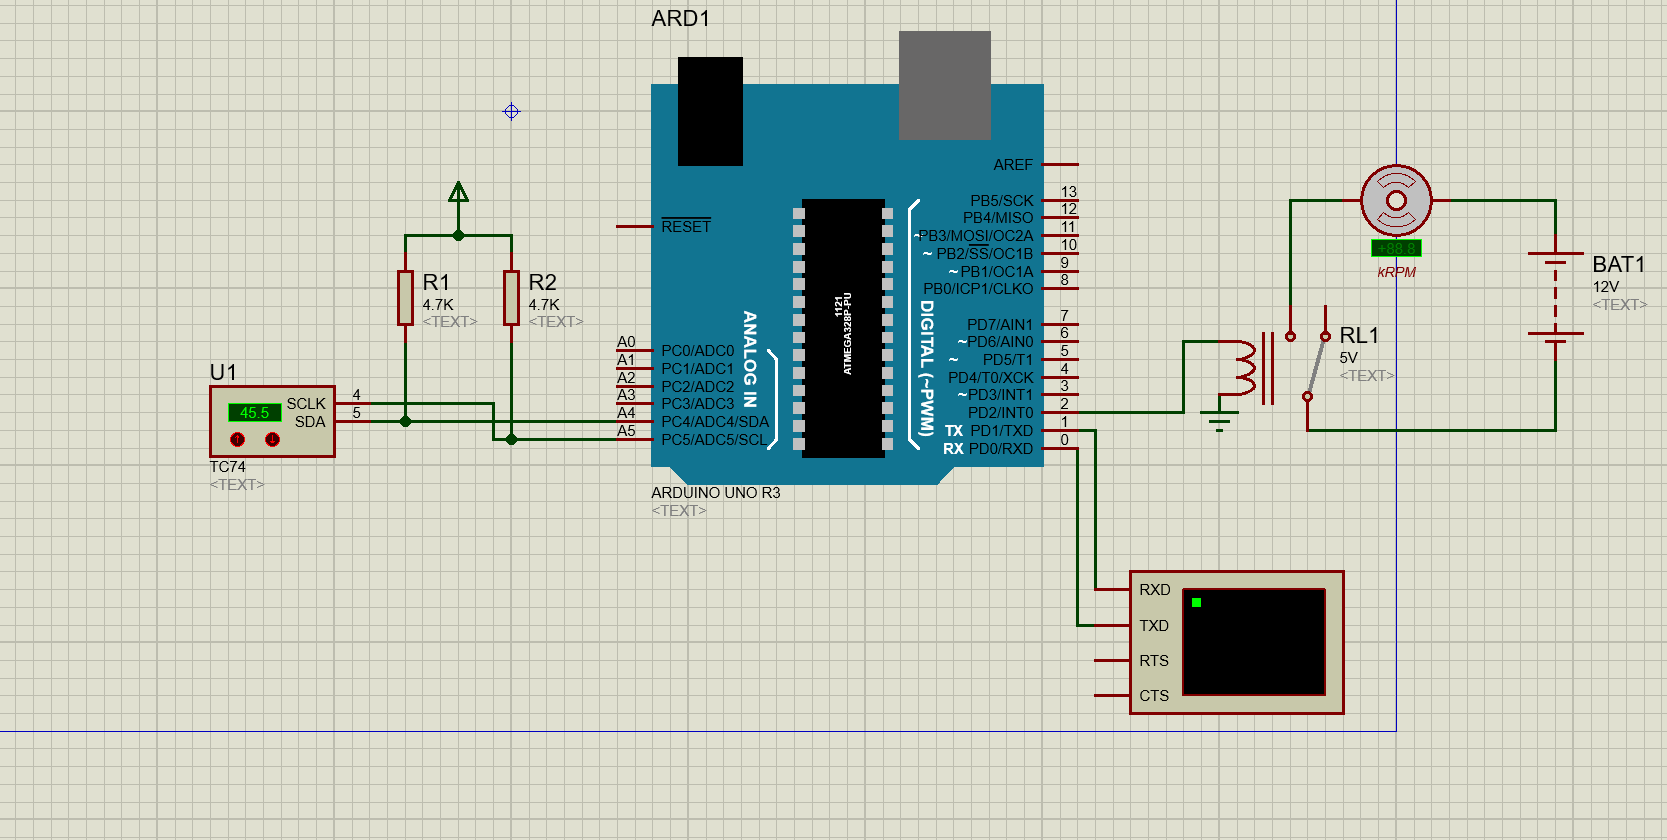 ARD1
AREF
13
PB5/SCK
12
PB4/MISO
11
~PB3/MOSI/OC2A
10
~ PB2/SS/OC1B
9
~ PB1/OC1A
8
PB0/ICP1/CLKO
7
PD7/AIN1
6
~PD6/AIN0
5
~ PD5/T1
4
PD4/T0/XCK
3
~PD3/INT1
2
PD2/INT0
1
TX PD1/TXD
0
RX PD0/RXD
DIGITAL (~PWM)
ANALOG IN
1121
ATMEGA328P-PU
RESET
A0
PC0/ADC0
A1
PC1/ADC1
A2
PC2/ADC2
A3
PC3/ADC3
A4
PC4/ADC4/SDA
A5
PC5/ADC5/SCL
ARDUINO UNO R3
<TEXT>
R1
4.7K
<TEXT>
R2
4.7K
<TEXT>
U1
45.5
SCLK
4
SDA
5
TC74
<TEXT>
+88.8
kRPM
BAT1
12V
<TEXT>
RL1
5V
<TEXT>
RXD
TXD
RTS
CTS